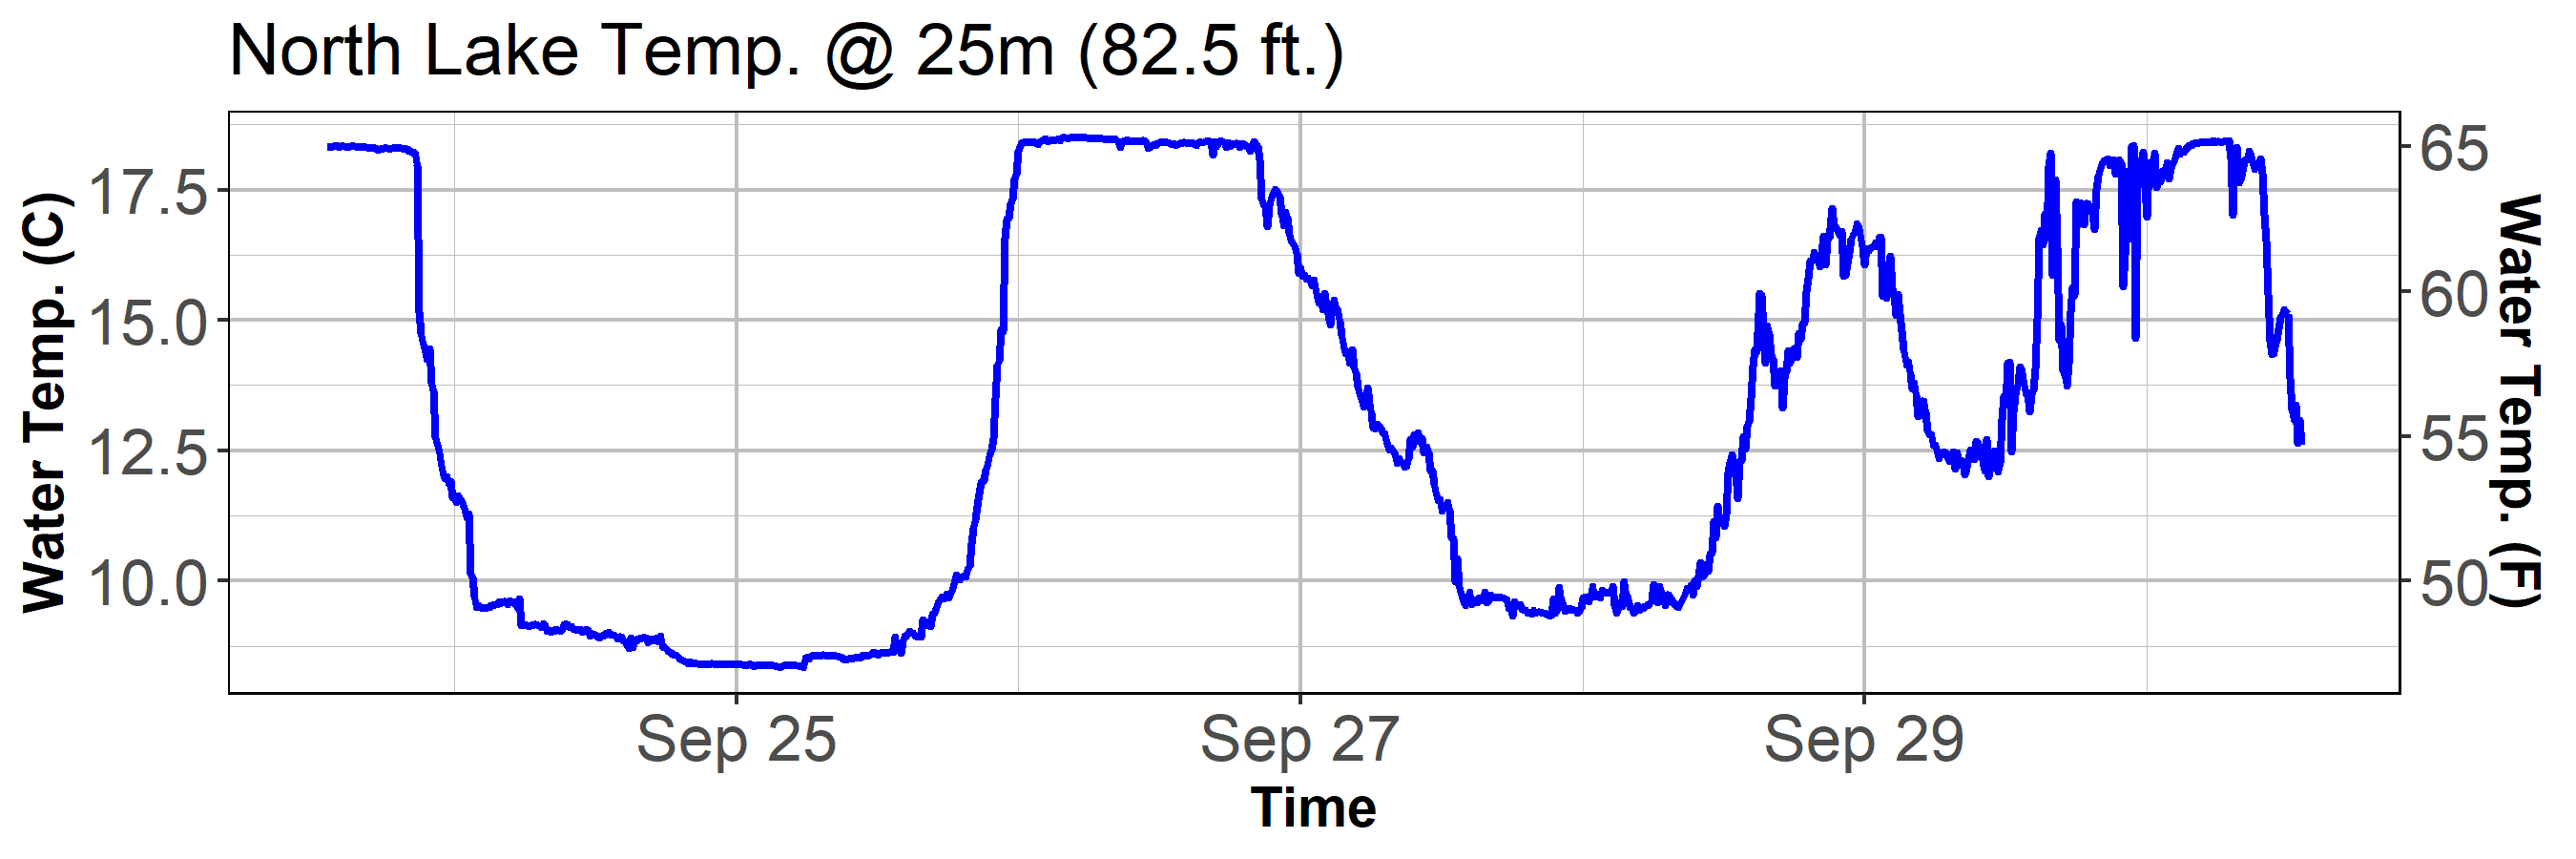 North Lake Temp. @ 25m (82.5 ft.)
Water Temp. (C)
17.5
15.0
12.5
10.0
65
60
55
50
Water Temp. (F)
Sep 25 Sep 27 Sep 29
Time